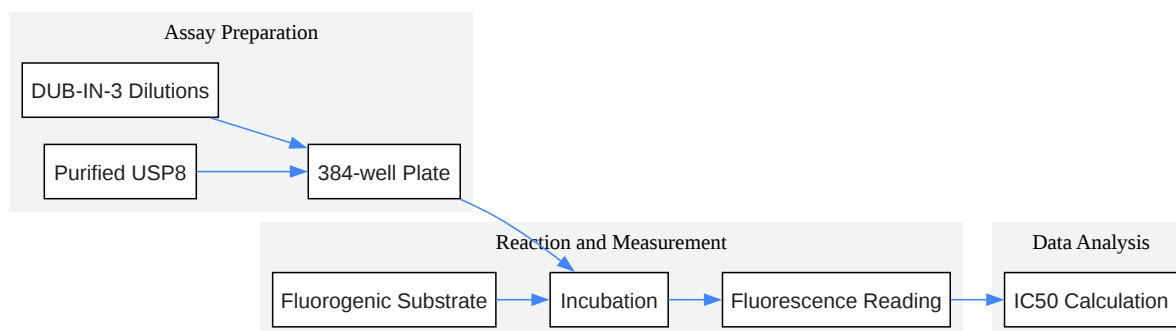 Assay Preparation
DUB-IN-3 Dilutions
Purified USP8
384-well Plate
Reaction and Measurement
Data Analysis
Fluorogenic Substrate
Incubation
Fluorescence Reading
IC50 Calculation